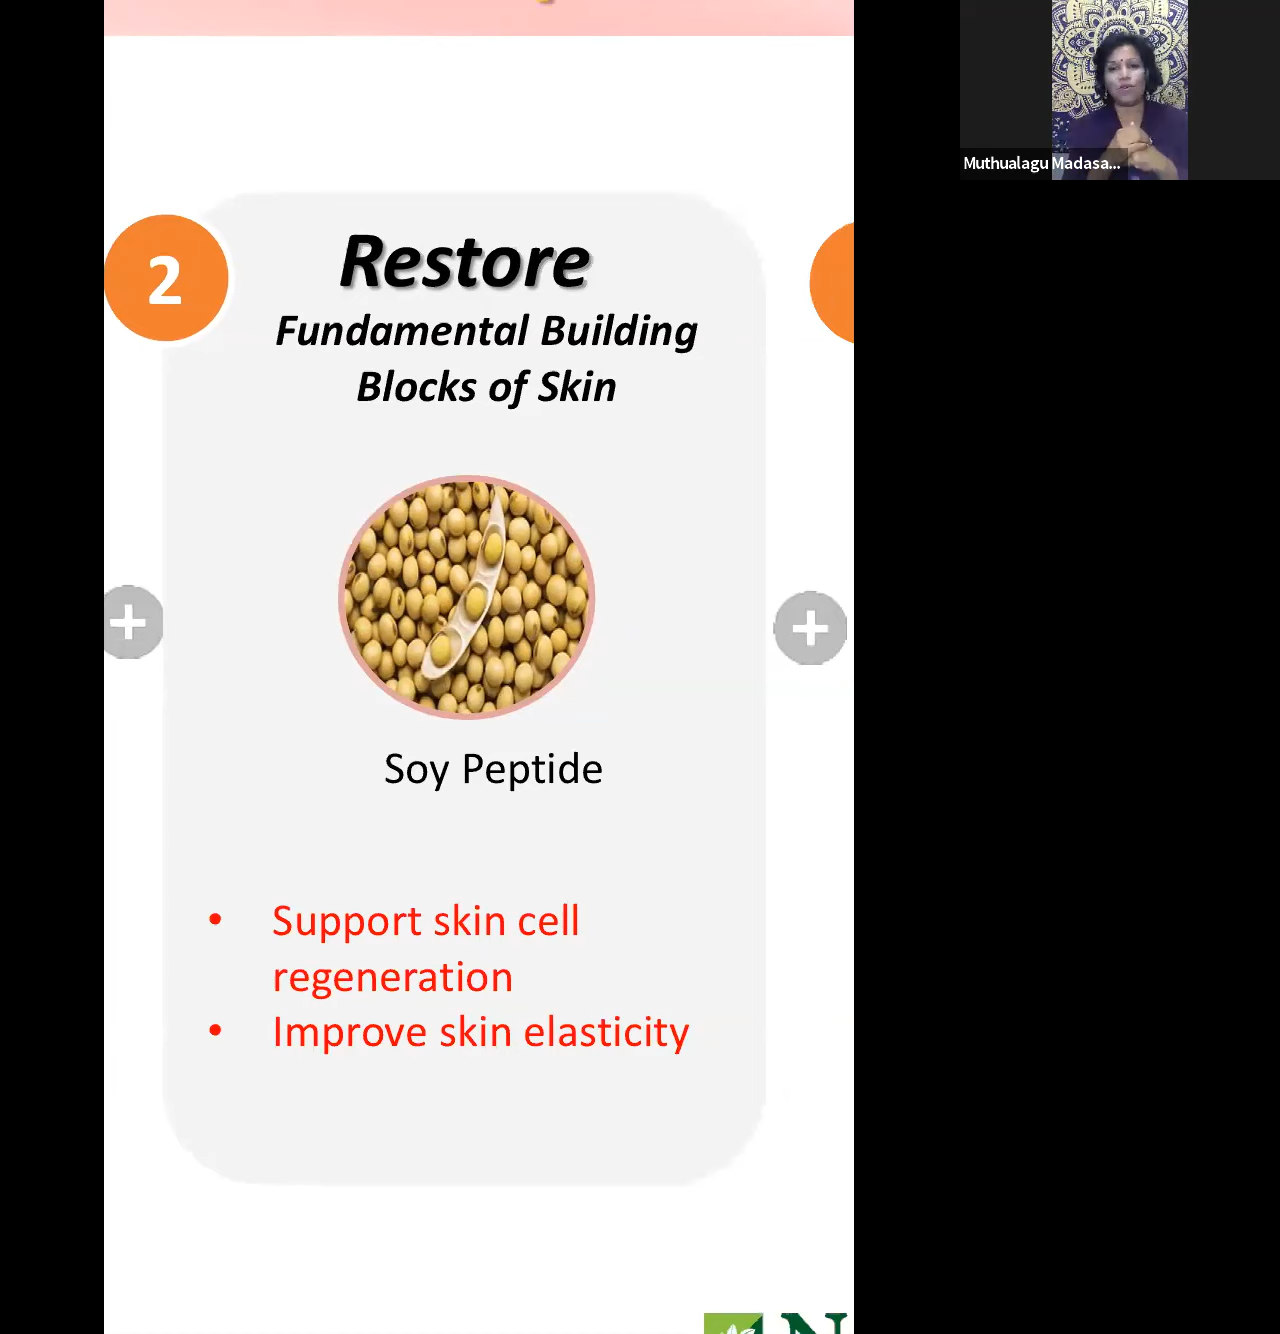 Muthualagu Madasa...
2
Restore
Fundamental Building
Blocks of Skin
Soy Peptide
• Support skin cell
regeneration
• Improve skin elasticity
N